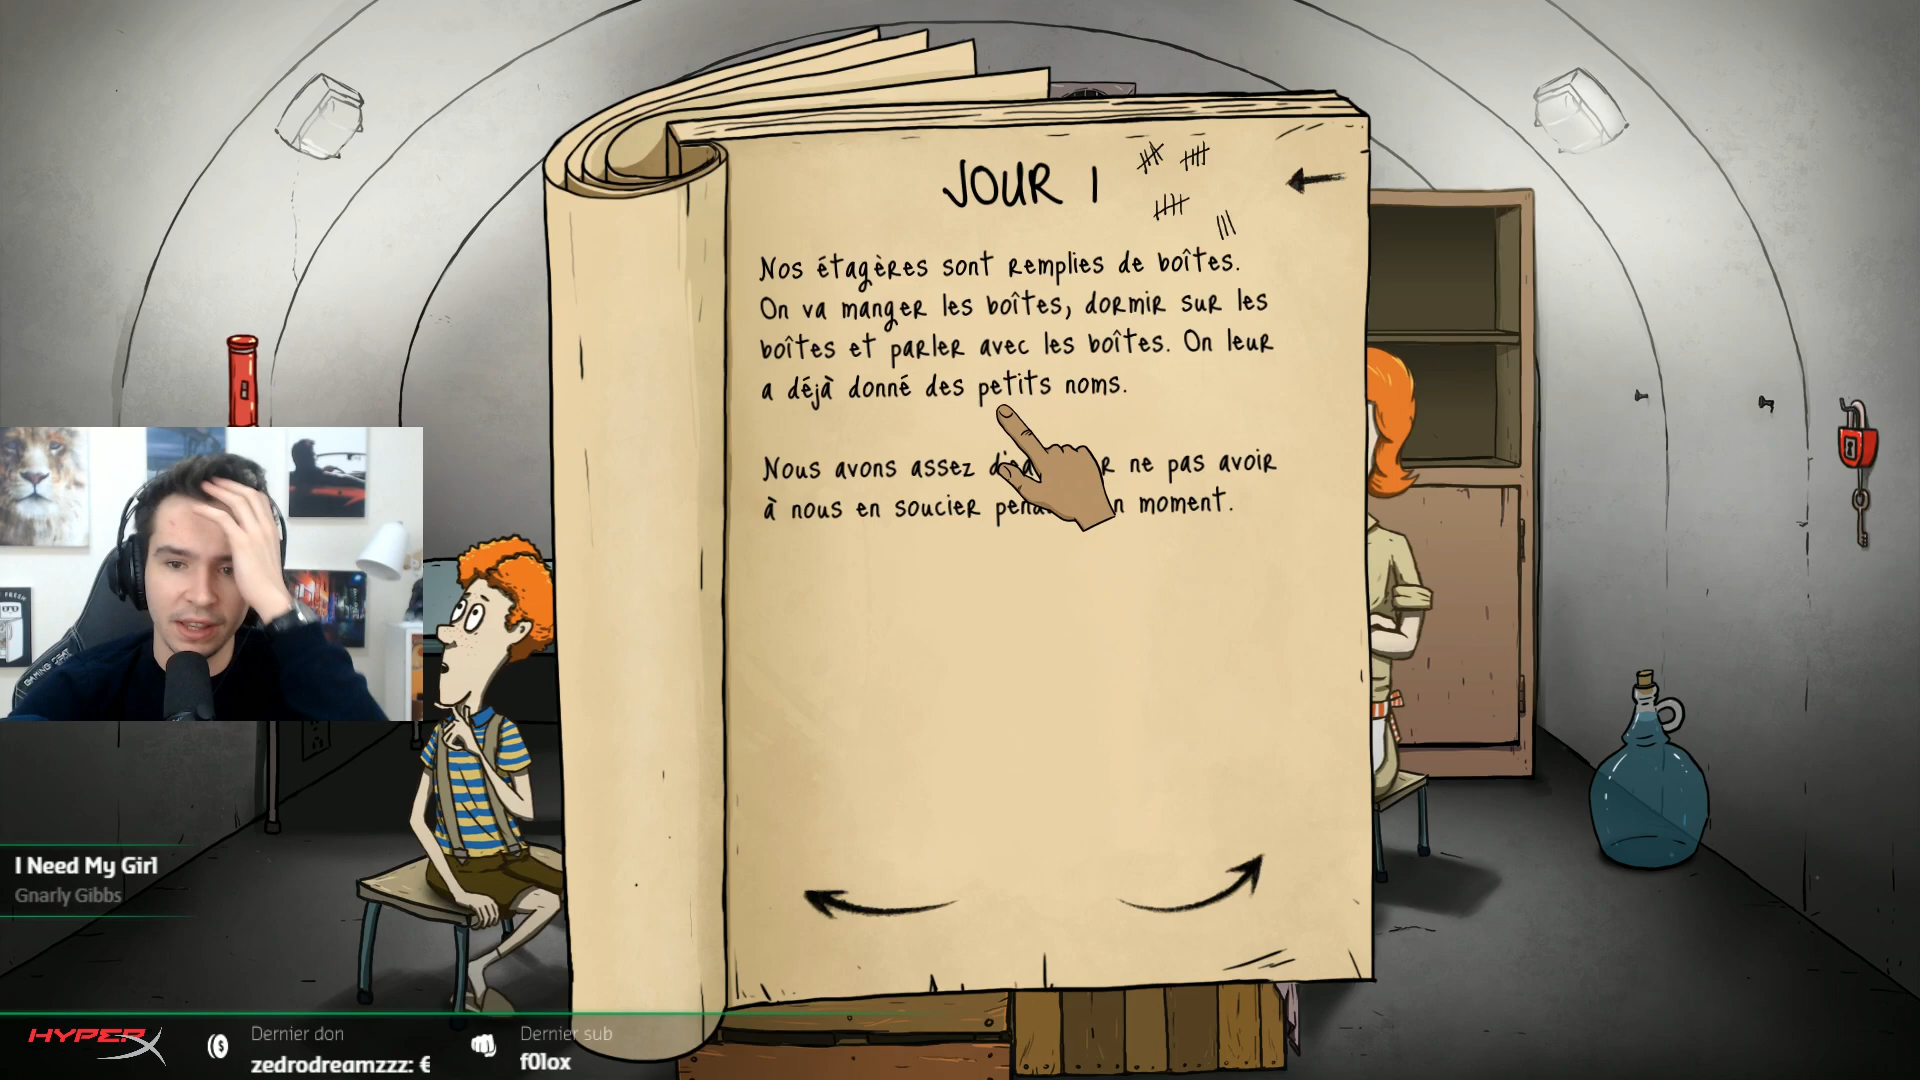 JOUR 1
Nos étagères sont remplies de boîtes.
On va manger les boîtes, dormir sur les
boîtes et parler avec les boîtes. On leur
a déjà donné des petits noms.
Nous avons assez ne pas avoir
à nous en soucier moment.
I Need My Girl
Gnarly Gibbs
HYPERX
Dernier don
zedrodreamzzz: €
Dernier sub
f0lox